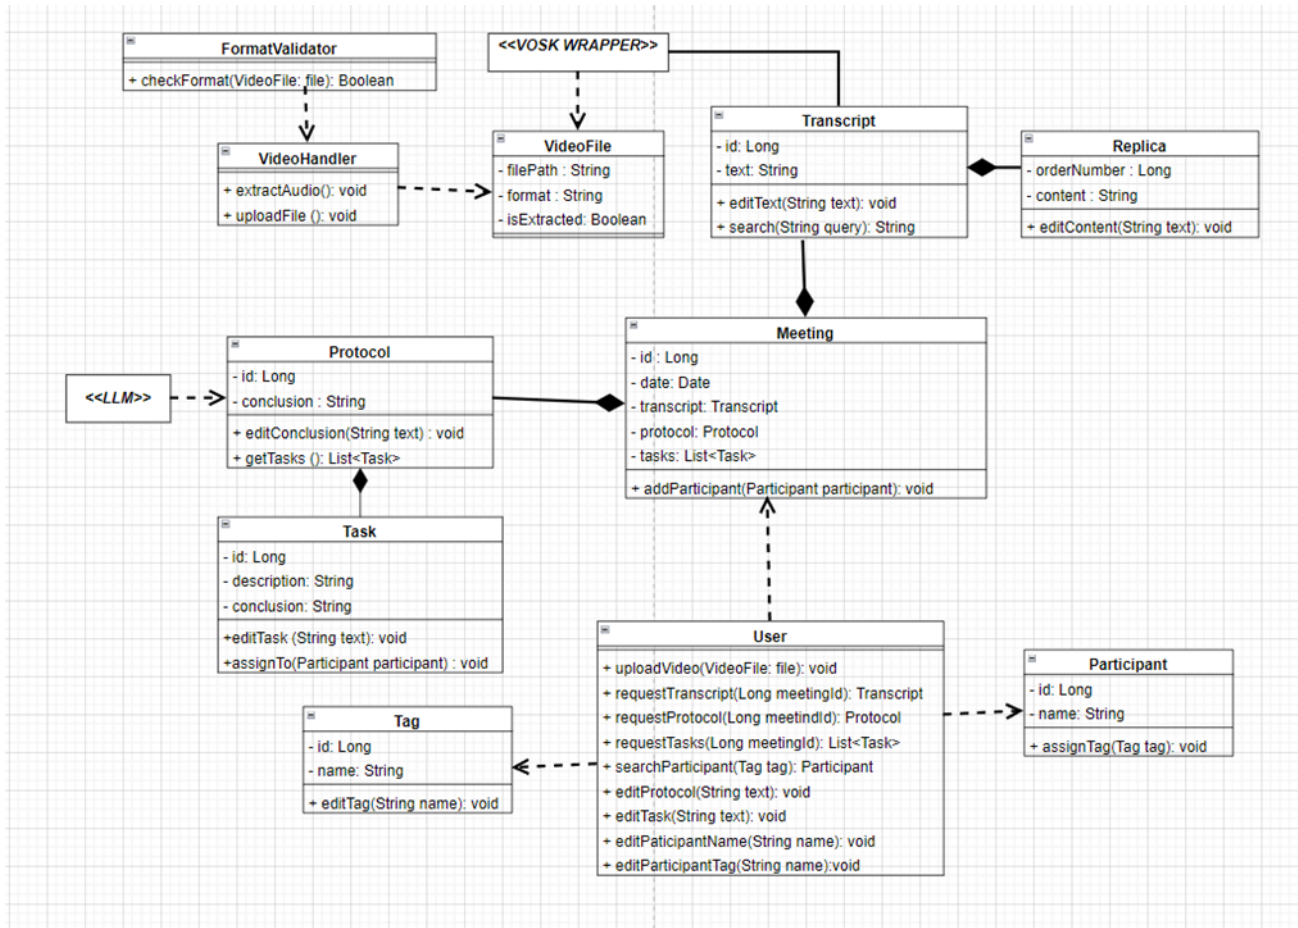 FormatValidator
+ checkFormat(VideoFile: file): Boolean
<<VOSK WRAPPER>>
VideoHandler
+ extractAudio(): void
+ uploadFile (): void
VideoFile
- filePath : String
- format : String
- isExtracted: Boolean
Transcript
- id: Long
- text: String
+ editText(String text): void
+ search(String query): String
Replica
- orderNumber : Long
- content : String
+ editContent(String text): void
<<LLM>>
Protocol
- id: Long
- conclusion : String
+ editConclusion(String text) : void
+ getTasks (): List<Task>
Meeting
- id : Long
- date: Date
- transcript: Transcript
- protocol: Protocol
- tasks: List<Task>
+ addParticipant(Participant participant): void
Task
- id: Long
- description: String
- conclusion: String
+editTask (String text): void
+assignTo(Participant participant) : void
Tag
- id: Long
- name: String
+ editTag(String name): void
User
+ uploadVideo(VideoFile: file): void
+ requestTranscript(Long meetingId): Transcript
+ requestProtocol(Long meetindId): Protocol
+ requestTasks(Long meetingId): List<Task>
+ searchParticipant(Tag tag): Participant
+ editProtocol(String text): void
+ editTask(String text): void
+ editPaticipantName(String name): void
+ editParticipantTag(String name):void
Participant
- id: Long
- name: String
+ assignTag(Tag tag): void